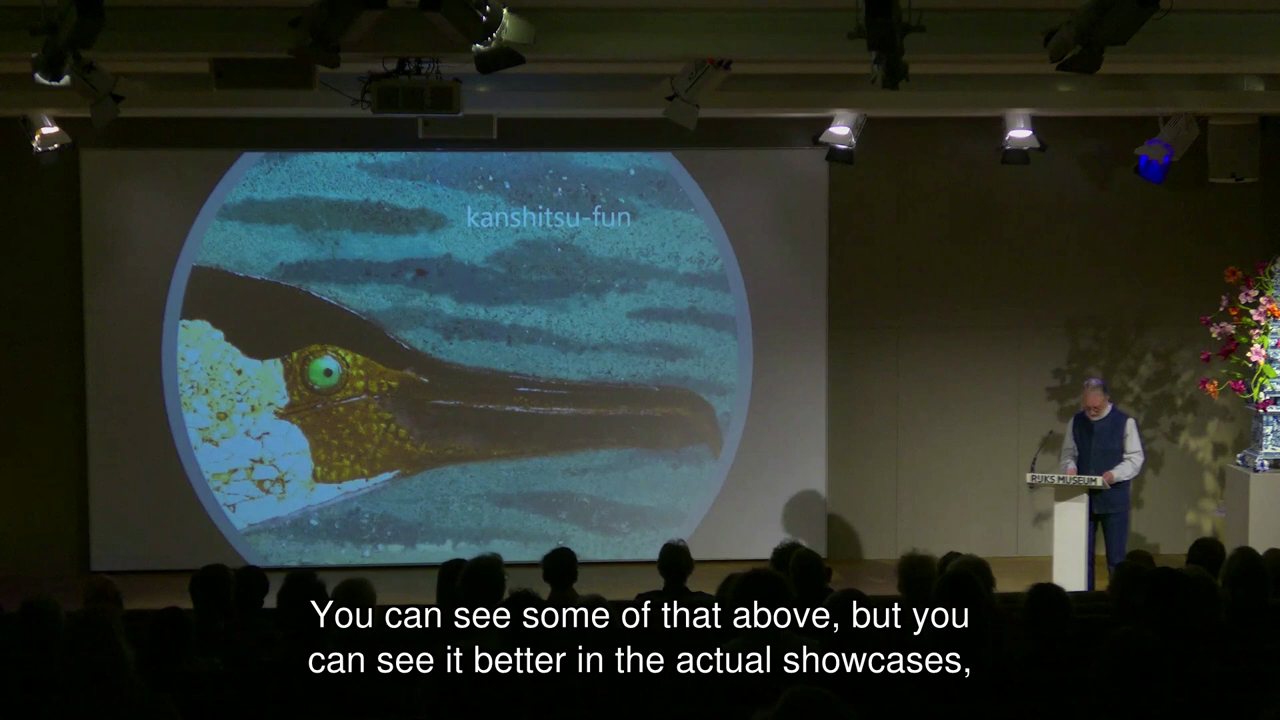 kanshitsu-fun
RIJKS MUSEUM
You can see some of that above, but you
can see it better in the actual showcases,